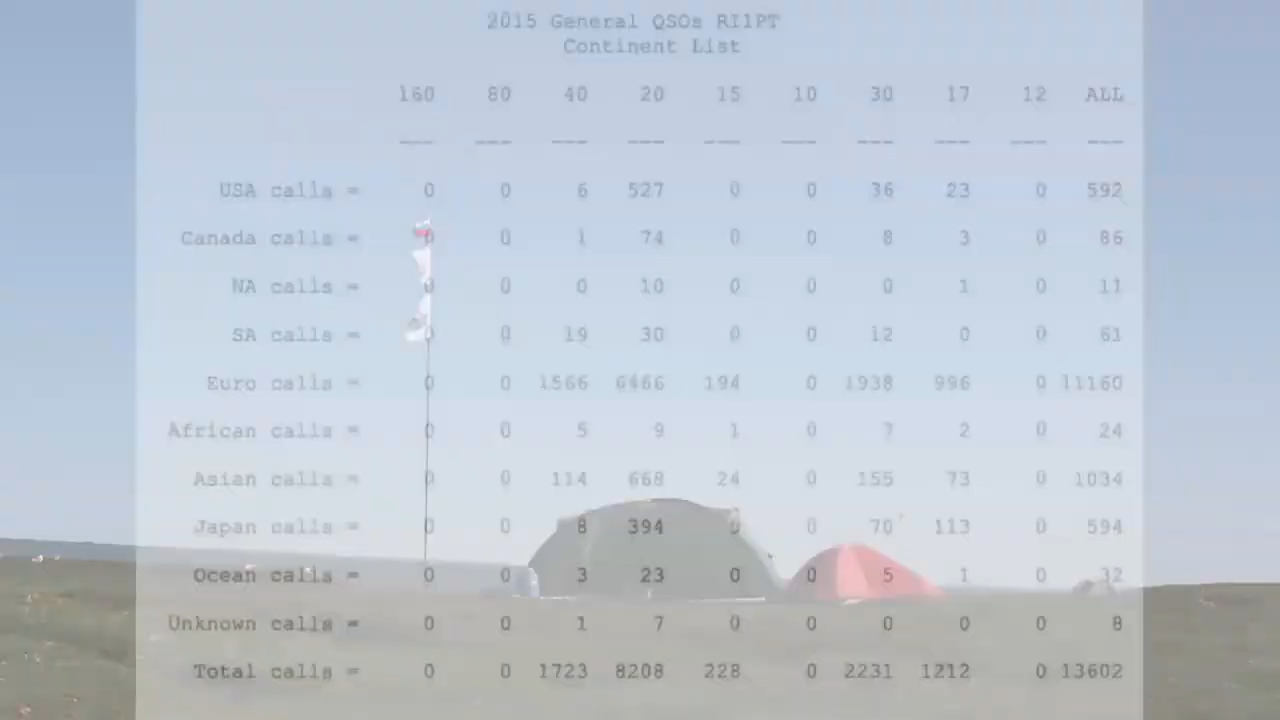 2015 General QSOs RI1PT
Continent List
160 80 40 20 15 10 30 17 12 ALL
--- --- --- --- --- --- --- --- --- ---
USA calls = 0 0 6 527 0 0 36 23 0 592
Canada calls = 0 0 1 74 0 0 8 3 0 86
NA calls = 0 0 0 10 0 0 0 1 0 11
SA calls = 0 0 19 30 0 0 12 0 0 61
Euro calls = 0 0 1566 6466 194 0 1938 996 0 11160
African calls = 0 0 5 9 1 0 7 2 0 24
Asian calls = 0 0 114 668 24 0 155 73 0 1034
Japan calls = 0 0 8 394 9 0 70 113 0 594
Ocean calls = 0 0 3 23 0 0 5 1 0 32
Unknown calls = 0 0 1 7 0 0 0 0 0 8
Total calls = 0 0 1723 8208 228 0 2231 1212 0 13602